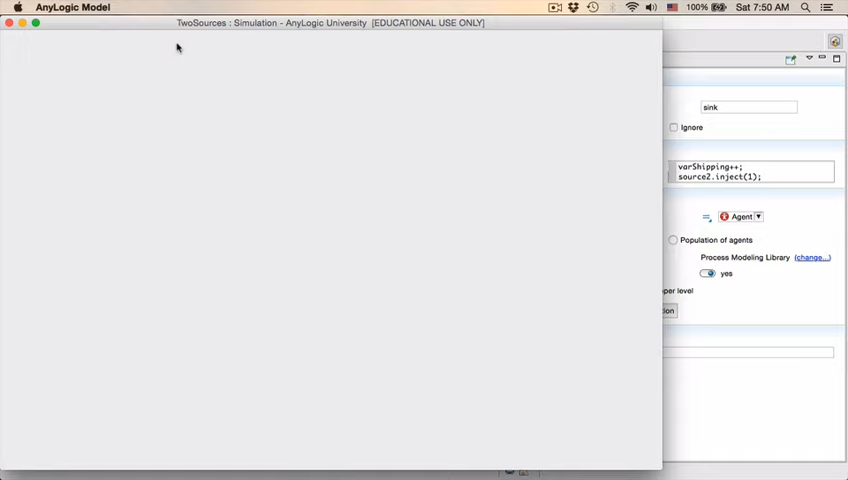 AnyLogic Model 100% Sat 7:50 AM
TwoSources : Simulation - AnyLogic University [EDUCATIONAL USE ONLY]
sink
Ignore
varShipping++;
source2.inject(1);
Agent
Population of agents
Process Modeling Library (change...)
yes
per level
ion